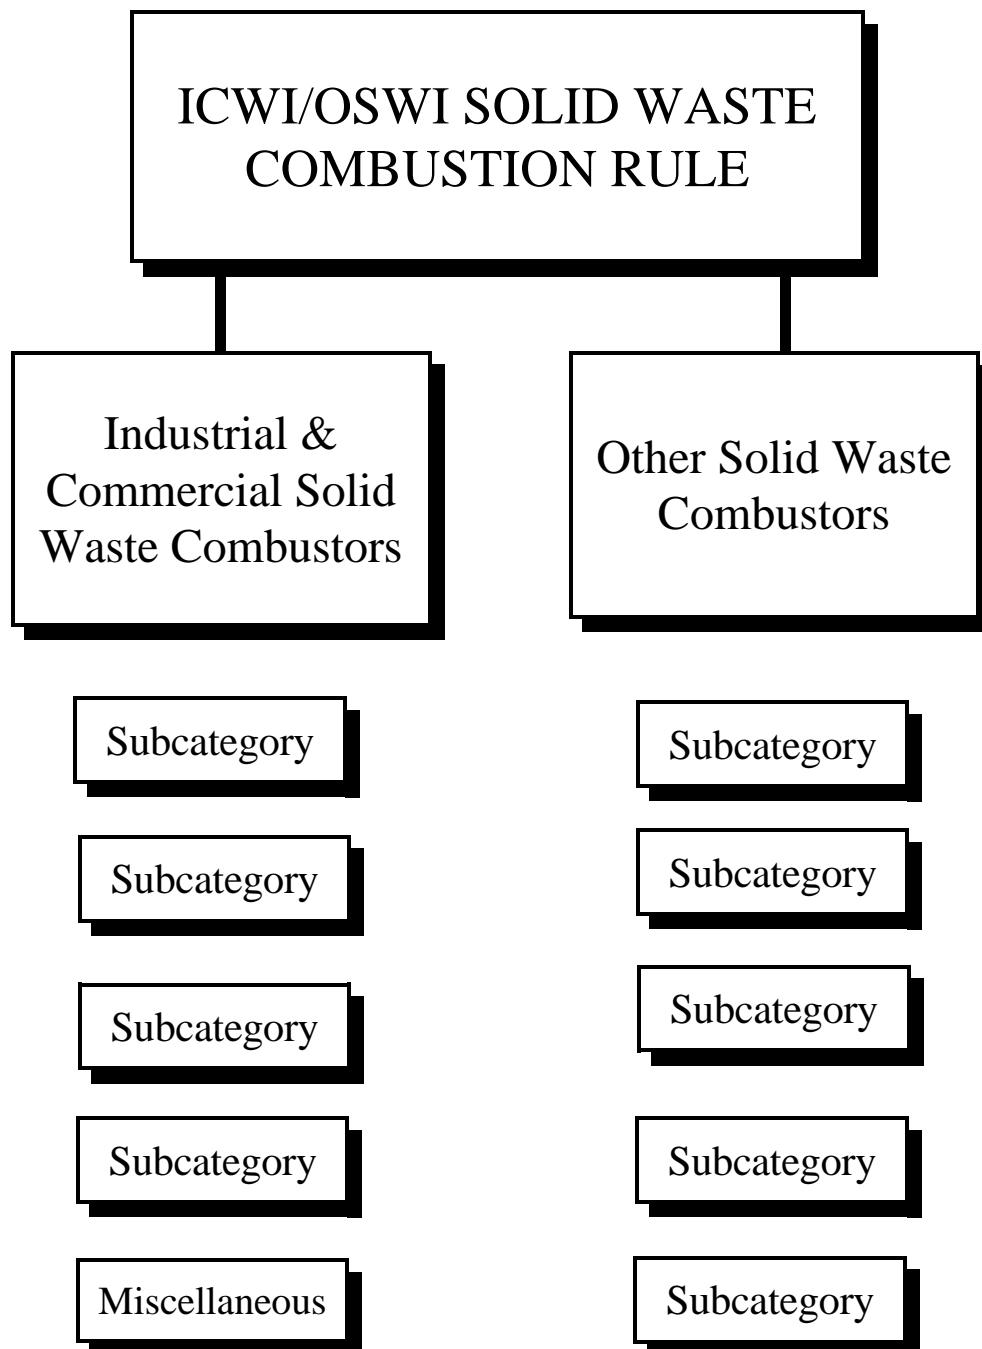 ICWI/OSWI SOLID WASTE
COMBUSTION RULE
Industrial &
Commercial Solid
Waste Combustors
Other Solid Waste
Combustors
Subcategory
Subcategory
Subcategory
Subcategory
Miscellaneous
Subcategory
Subcategory
Subcategory
Subcategory
Subcategory